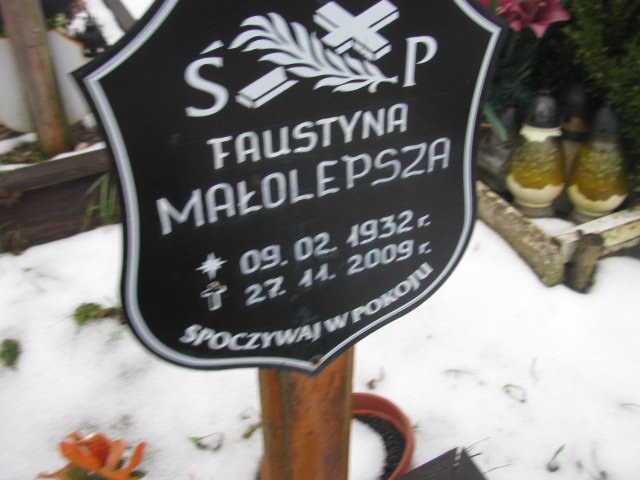 Ś P
FAUSTYNA
MAŁOLEPSZA
09. 02. 1932 r.
27. 11. 2009 r.
SPOCZYWAJ W POKOJU